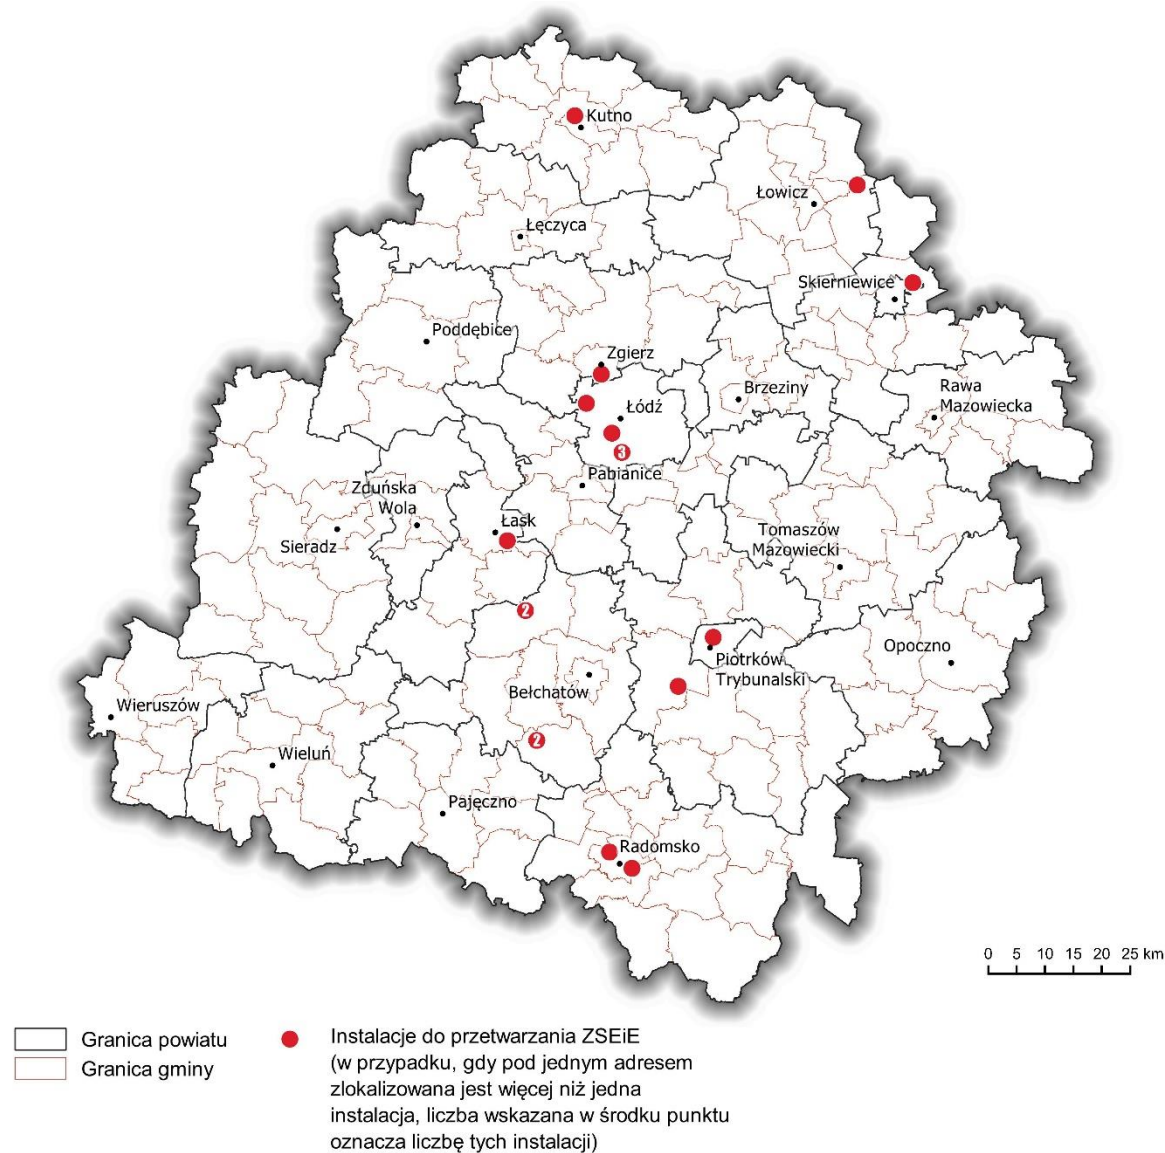 Kutno
Łowicz
Łęczyca
Skierniewice
Poddębice
Zgierz
Brzeziny
Rawa
Mazowiecka
Łódź
3
Pabianice
Zduńska
Wola
Łask
Sieradz
Tomaszów
Mazowiecki
2
Opoczno
Piotrków
Trybunalski
Bełchatów
Wieruszów
2
Wieluń
Pajęczno
Radomsko
0 5 10 15 20 25 km
Granica powiatu
Granica gminy
Instalacje do przetwarzania ZSEiE
(w przypadku, gdy pod jednym adresem
zlokalizowana jest więcej niż jedna
instalacja, liczba wskazana w środku punktu
oznacza liczbę tych instalacji)